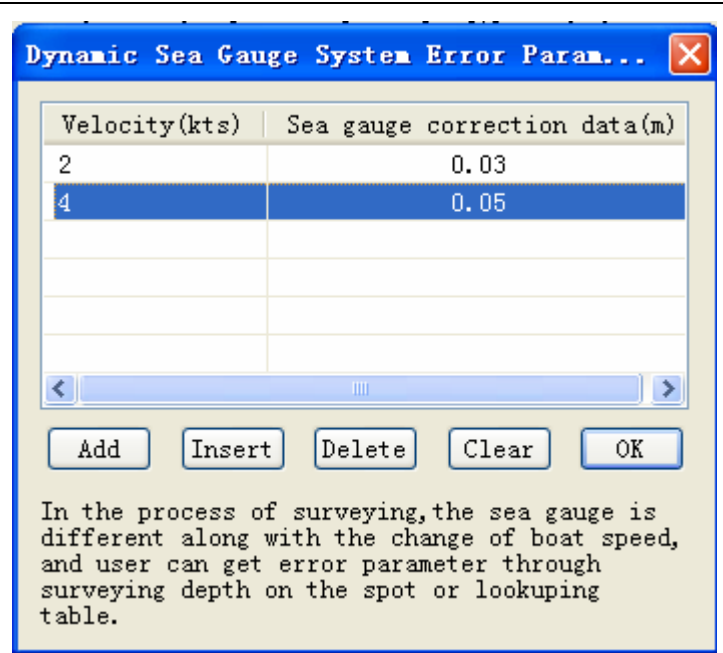 Dynamic Sea Gauge System Error Param...
Velocity(kts) Sea gauge correction data(m)
2 0.03
4 0.05
Add Insert Delete Clear OK
In the process of surveying,the sea gauge is
different along with the change of boat speed,
and user can get error parameter through
surveying depth on the spot or lookuping
table.